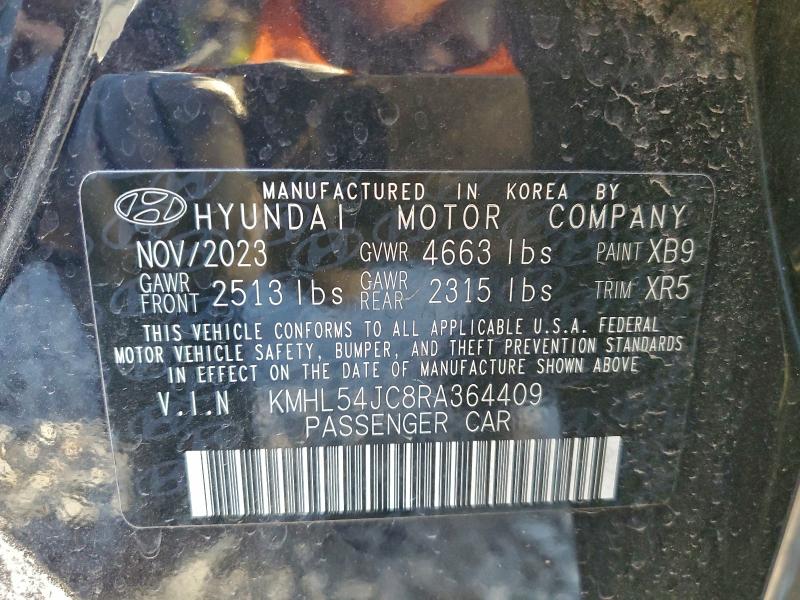 MANUFACTURED IN KOREA BY
HYUNDAI MOTOR COMPANY
NOV/2023 GVWR 4663 lbs PAINT XB9
GAWR FRONT 2513 lbs GAWR REAR 2315 lbs TRIM XR5
THIS VEHICLE CONFORMS TO ALL APPLICABLE U.S.A. FEDERAL
MOTOR VEHICLE SAFETY, BUMPER, AND THEFT PREVENTION STANDARDS
IN EFFECT ON THE DATE OF MANUFACTURE SHOWN ABOVE
V.I.N KMHL54JC8RA364409
PASSENGER CAR